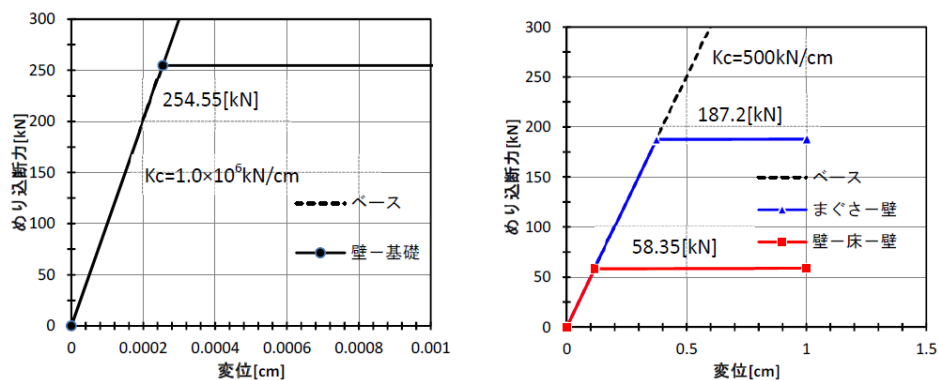 300
250
200
150
100
50
0
めり込断力[kN]
254.55[kN]
Kc=1.0×10⁶kN/cm
ベース
壁－基礎
0 0.0002 0.0004 0.0006 0.0008 0.001
変位[cm]
300
250
200
150
100
50
0
めり込断力[kN]
Kc=500kN/cm
187.2[kN]
ベース
まぐさ－壁
壁－床－壁
58.35[kN]
0 0.5 1 1.5
変位[cm]